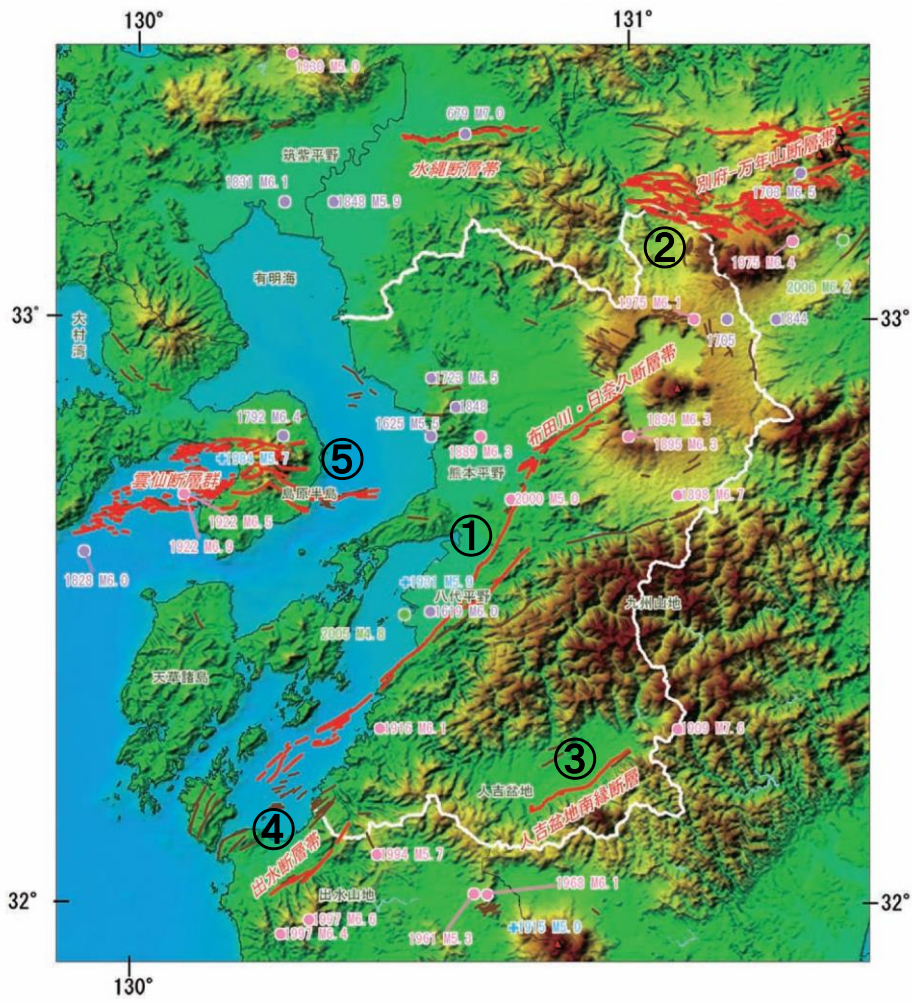 130°
131°
1930 M5.0
679 M7.0
筑紫平野
水縄断層帯
別府−万年山断層帯
1831 M6.1
1848 M5.9
1703 M6.5
②
1975 M6.4
有明海
2006 M6.2
33°
大村湾
1975 M6.1
1705
1844
33°
1723 M6.5
1848
布田川・日奈久断層帯
1792 M6.4
1625 M5.5
1894 M6.3
1889 M6.3
1895 M6.3
1984 M5.7
⑤
熊本平野
雲仙断層群
島原半島
2000 M5.0
1898 M6.7
1922 M6.5
①
1922 M6.9
1828 M6.0
1931 M5.9
八代平野
九州山地
1619 M6.0
2005 M4.8
天草諸島
1916 M6.1
1909 M7.6
③
人吉盆地
人吉盆地南縁断層
④
出水断層帯
1994 M5.7
1968 M6.1
出水山地
32°
32°
1997 M6.6
1997 M6.4
1961 M5.3
1915 M5.0
130°